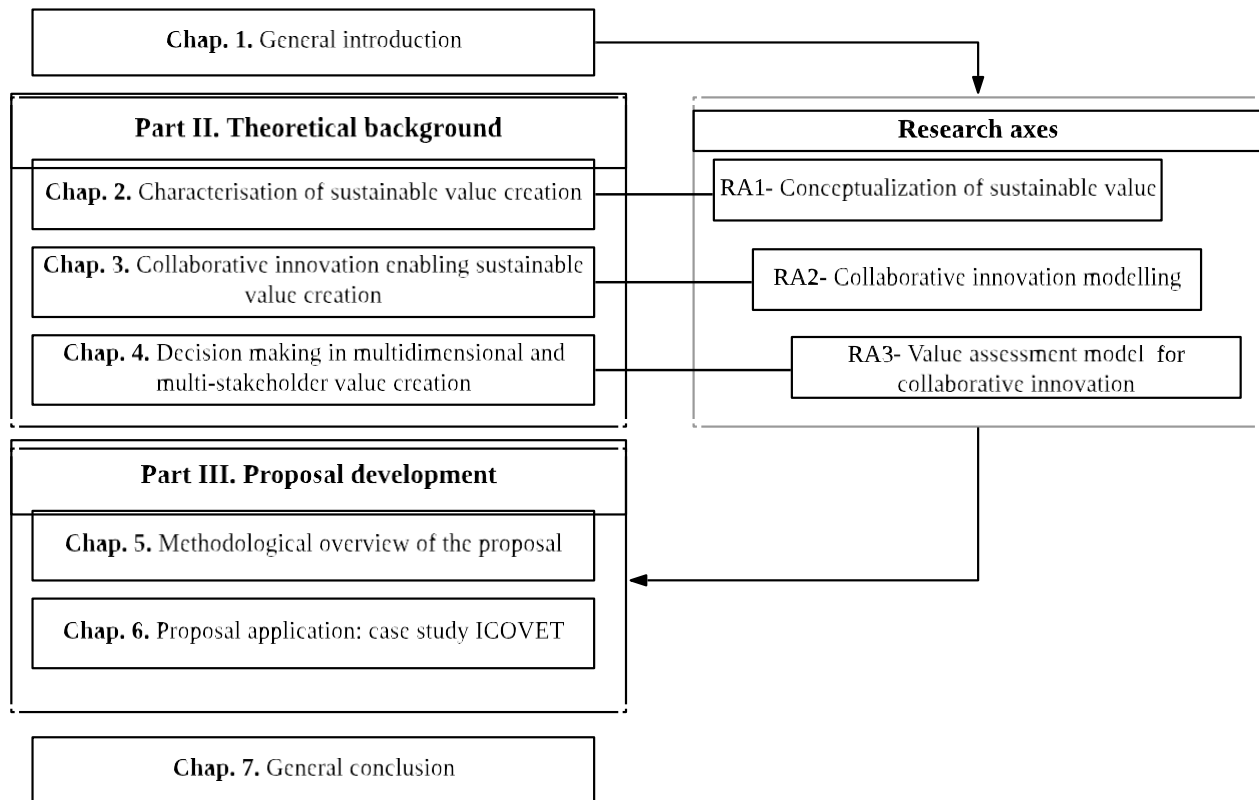 Chap. 1. General introduction
Part II. Theoretical background
Chap. 2. Characterisation of sustainable value creation
Chap. 3. Collaborative innovation enabling sustainable
value creation
Chap. 4. Decision making in multidimensional and
multi-stakeholder value creation
Research axes
RA1- Conceptualization of sustainable value
RA2- Collaborative innovation modelling
RA3- Value assessment model for
collaborative innovation
Part III. Proposal development
Chap. 5. Methodological overview of the proposal
Chap. 6. Proposal application: case study ICOVET
Chap. 7. General conclusion